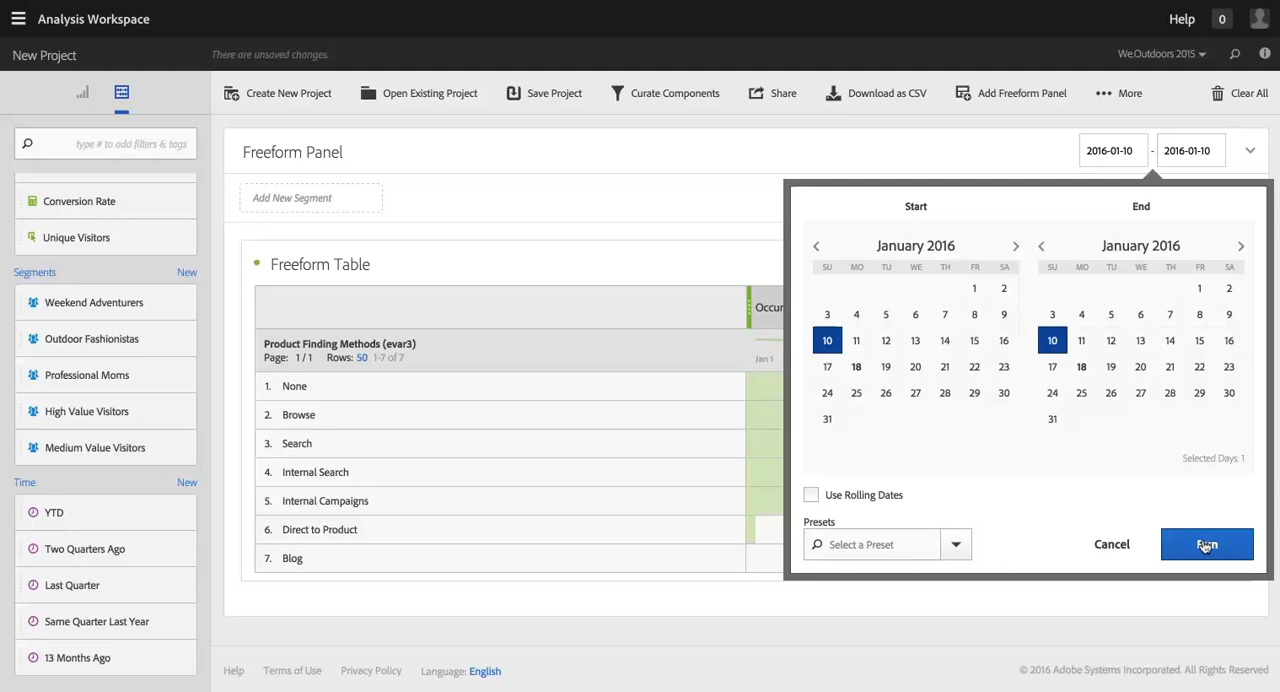 Analysis Workspace
Help
0
New Project
There are unsaved changes.
We.Outdoors 2015
Create New Project
Open Existing Project
Save Project
Curate Components
Share
Download as CSV
Add Freeform Panel
More
Clear All
type # to add filters & tags
Conversion Rate
Unique Visitors
Segments New
Weekend Adventurers
Outdoor Fashionistas
Professional Moms
High Value Visitors
Medium Value Visitors
Time New
YTD
Two Quarters Ago
Last Quarter
Same Quarter Last Year
13 Months Ago
Freeform Panel
2016-01-10 - 2016-01-10
Add New Segment
Freeform Table
Occur
Product Finding Methods (evar3)
Page: 1 / 1 Rows: 50 1-7 of 7
Jan 1
1. None
2. Browse
3. Search
4. Internal Search
5. Internal Campaigns
6. Direct to Product
7. Blog
Start
January 2016
SU MO TU WE TH FR SA
1 2
3 4 5 6 7 8 9
10 11 12 13 14 15 16
17 18 19 20 21 22 23
24 25 26 27 28 29 30
31
End
January 2016
SU MO TU WE TH FR SA
1 2
3 4 5 6 7 8 9
10 11 12 13 14 15 16
17 18 19 20 21 22 23
24 25 26 27 28 29 30
31
Selected Days: 1
Use Rolling Dates
Presets
Select a Preset
Cancel
Run
Help
Terms of Use
Privacy Policy
Language: English
© 2016 Adobe Systems Incorporated. All Rights Reserved